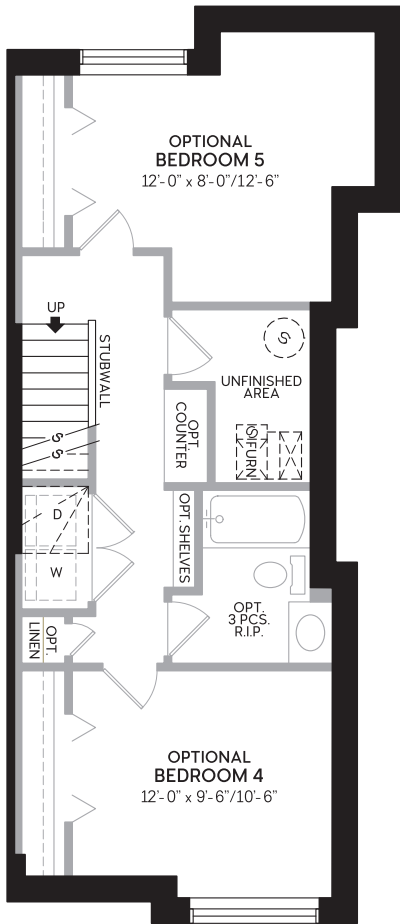 OPTIONAL
BEDROOM 5
12'-0" x 8'-0"/12'-6"
UP
STUBWALL
S
UNFINISHED
AREA
OPT.
COUNTER
(S)FURN
S
S
D
W
OPT. SHELVES
OPT.
3 PCS.
R.I.P.
OPT.
LINEN
OPTIONAL
BEDROOM 4
12'-0" x 9'-6"/10'-6"